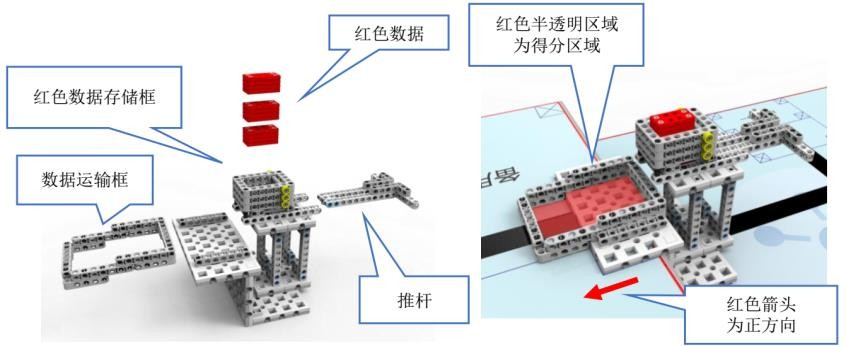 红色数据
红色数据存储框
数据运输框
推杆
红色半透明区域
为得分区域
红色箭头
为正方向